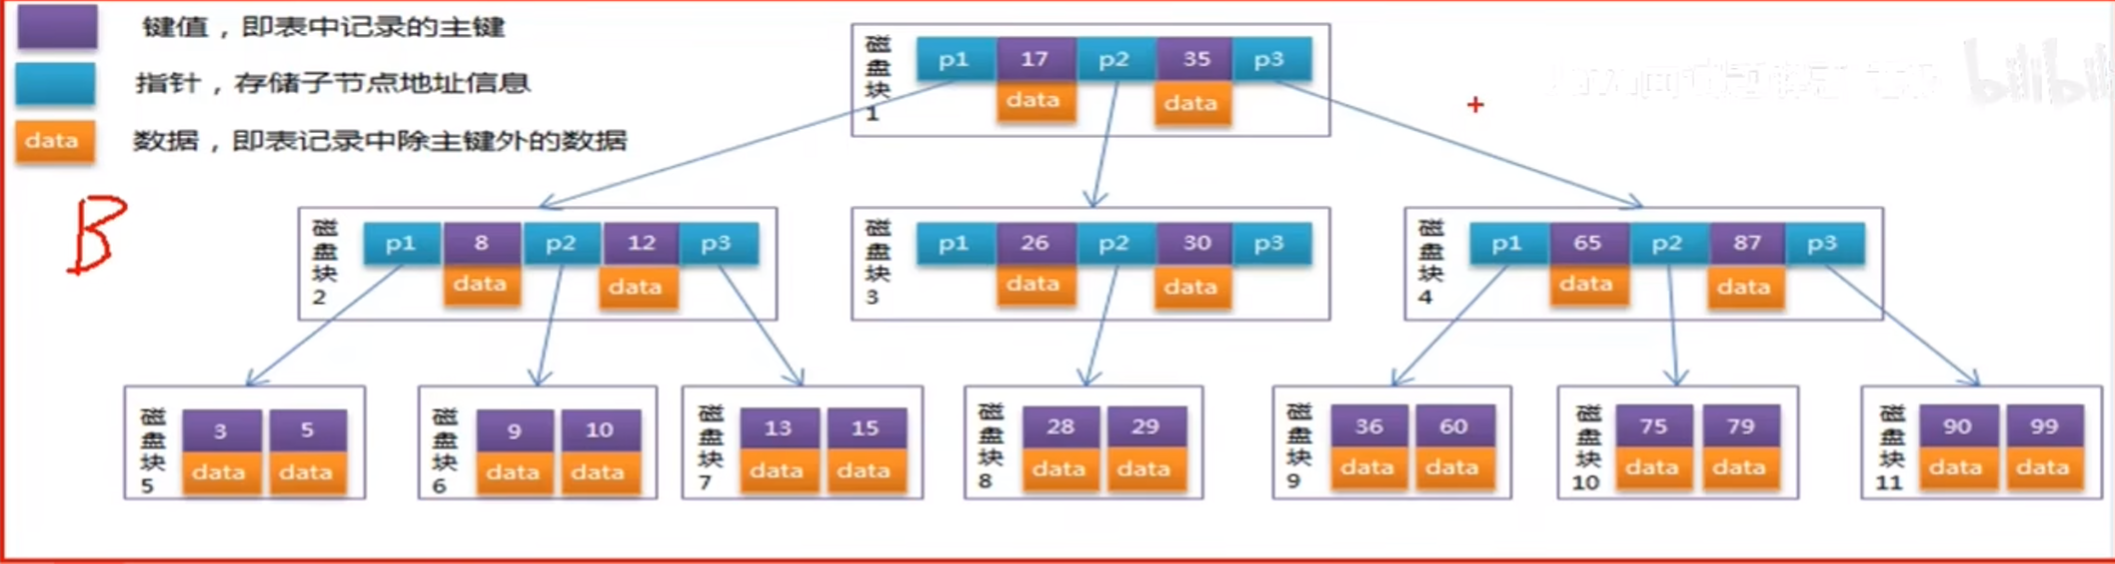 键值，即表中记录的主键
指针，存储子节点地址信息
data 数据，即表记录中除主键外的数据
B
磁盘块1 p1 17 p2 35 p3
data data
磁盘块2 p1 8 p2 12 p3
data data
磁盘块3 p1 26 p2 30 p3
data data
磁盘块4 p1 65 p2 87 p3
data data
磁盘块5 3 5
data data
磁盘块6 9 10
data data
磁盘块7 13 15
data data
磁盘块8 28 29
data data
磁盘块9 36 60
data data
磁盘块10 75 79
data data
磁盘块11 90 99
data data